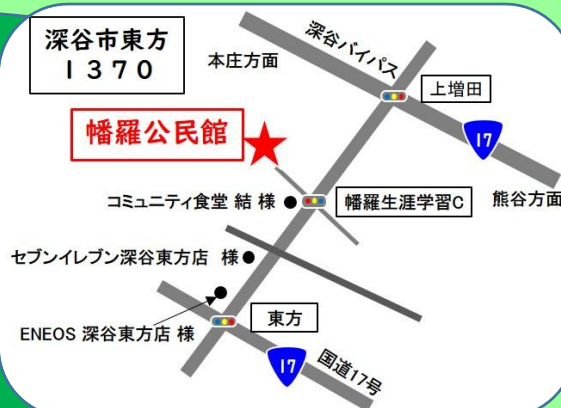 深谷市東方
1370
深谷バイパス
本庄方面
上増田
幡羅公民館
17
コミュニティ食堂 結 様
幡羅生涯学習C
熊谷方面
セブンイレブン深谷東方店 様
東方
ENEOS 深谷東方店 様
17
国道17号